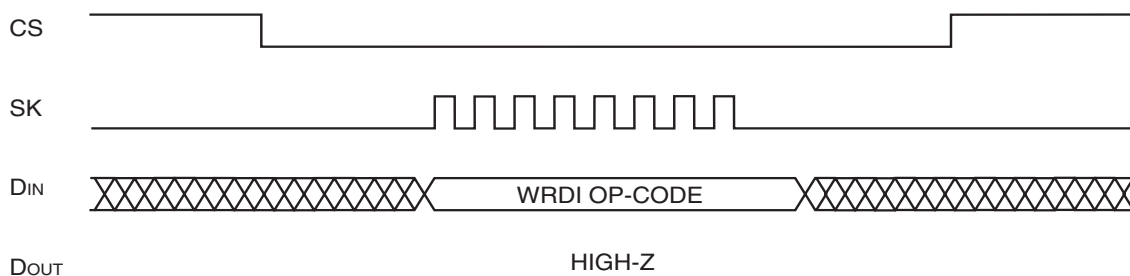 CS
SK
DIN
WRDI OP-CODE
DOUT
HIGH-Z